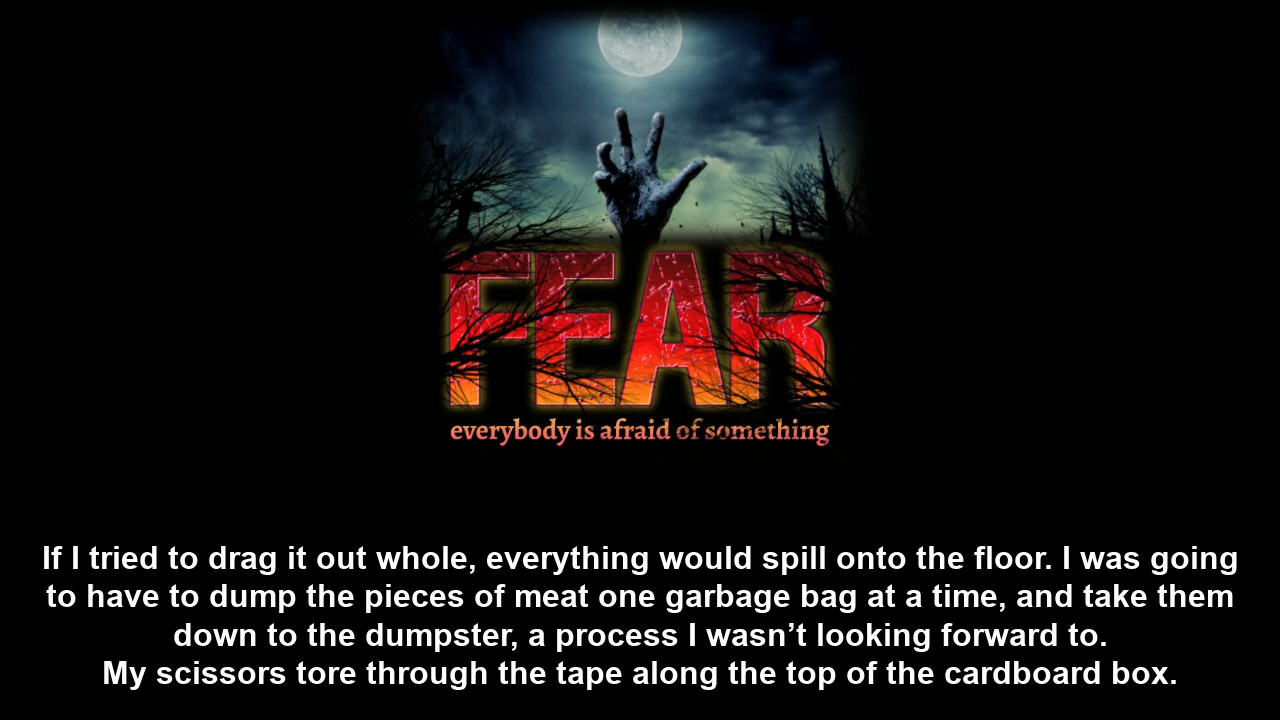 FEAR
everybody is afraid of something
If I tried to drag it out whole, everything would spill onto the floor. I was going
to have to dump the pieces of meat one garbage bag at a time, and take them
down to the dumpster, a process I wasn’t looking forward to.
My scissors tore through the tape along the top of the cardboard box.